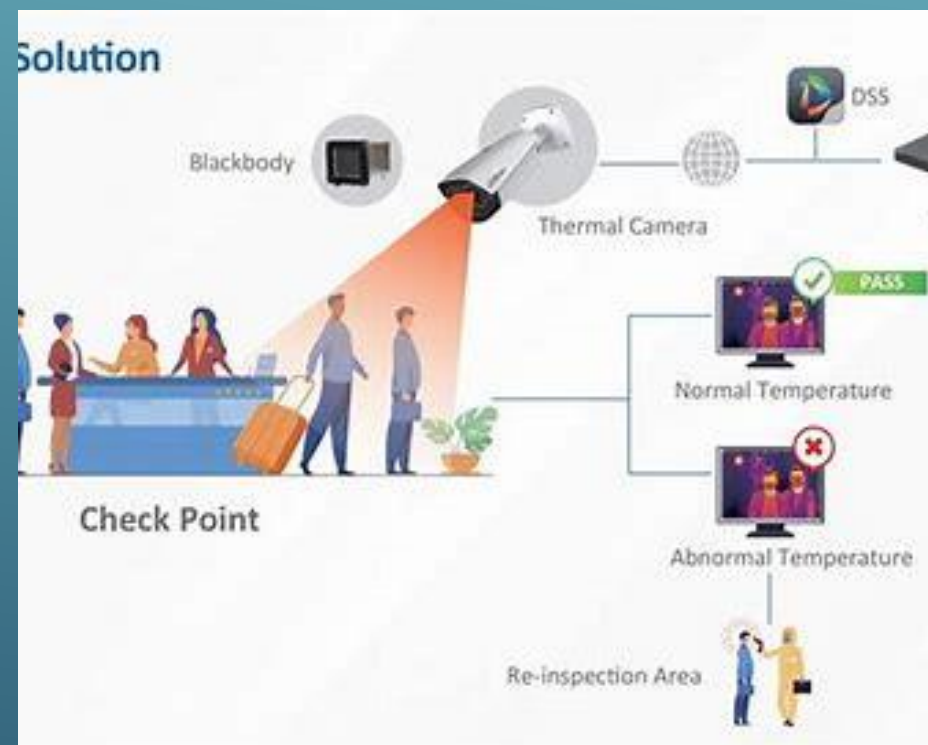 Solution
DSS
Blackbody
Thermal Camera
PASS
Normal Temperature
Check Point
Abnormal Temperature
Re-inspection Area